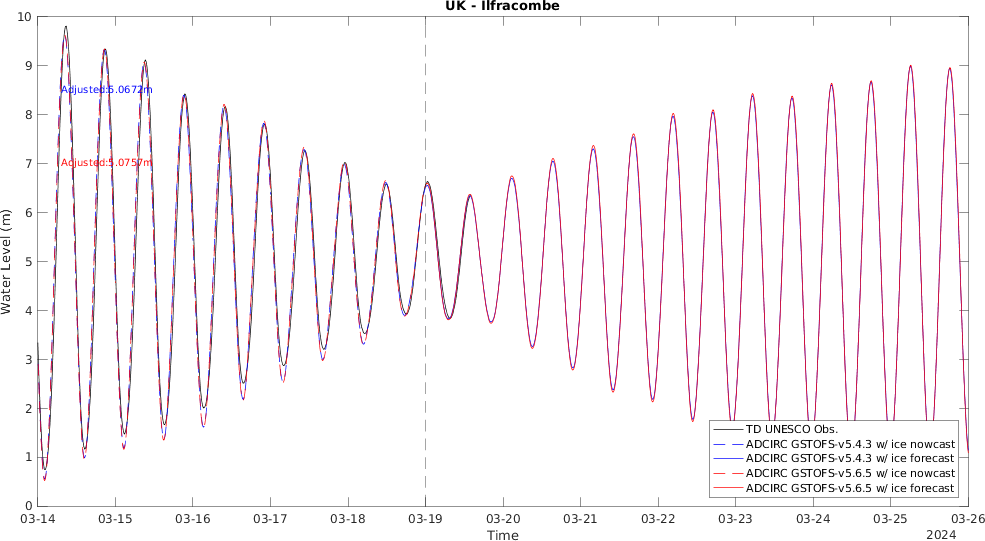 UK - Ilfracombe
10
9
8
7
6
5
4
3
2
1
0
Water Level (m)
Adjusted:5.0672m
Adjusted:5.0757m
TD UNESCO Obs.
ADCIRC GSTOFS-v5.4.3 w/ ice nowcast
ADCIRC GSTOFS-v5.4.3 w/ ice forecast
ADCIRC GSTOFS-v5.6.5 w/ ice nowcast
ADCIRC GSTOFS-v5.6.5 w/ ice forecast
03-14 03-15 03-16 03-17 03-18 03-19 03-20 03-21 03-22 03-23 03-24 03-25 03-26
Time
2024